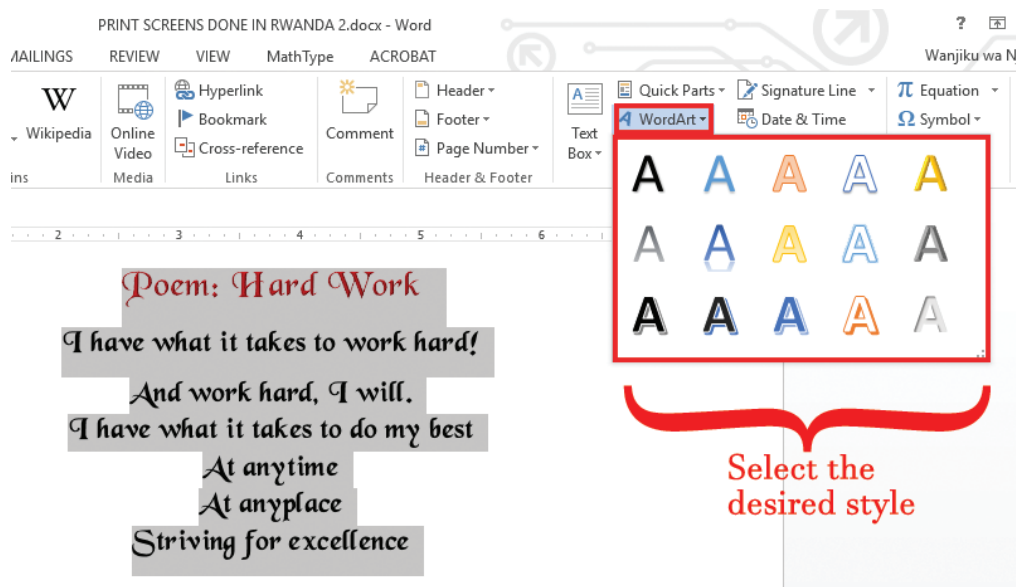 PRINT SCREENS DONE IN RWANDA 2.docx - Word
?
MAILINGS REVIEW VIEW MathType ACROBAT
Wanjiku wa N
W
Wikipedia
Online
Video
Hyperlink
Bookmark
Cross-reference
Comment
Header
Footer
Page Number
A
Text
Box
Quick Parts
Signature Line
π Equation
A WordArt
Date & Time
Ω Symbol
ins Media Links Comments Header & Footer
A A A A A
A A A A A
A A A A A
2 3 4 5 6
Poem: Hard Work
I have what it takes to work hard!
And work hard, I will.
I have what it takes to do my best
At anytime
At anyplace
Striving for excellence
Select the
desired style